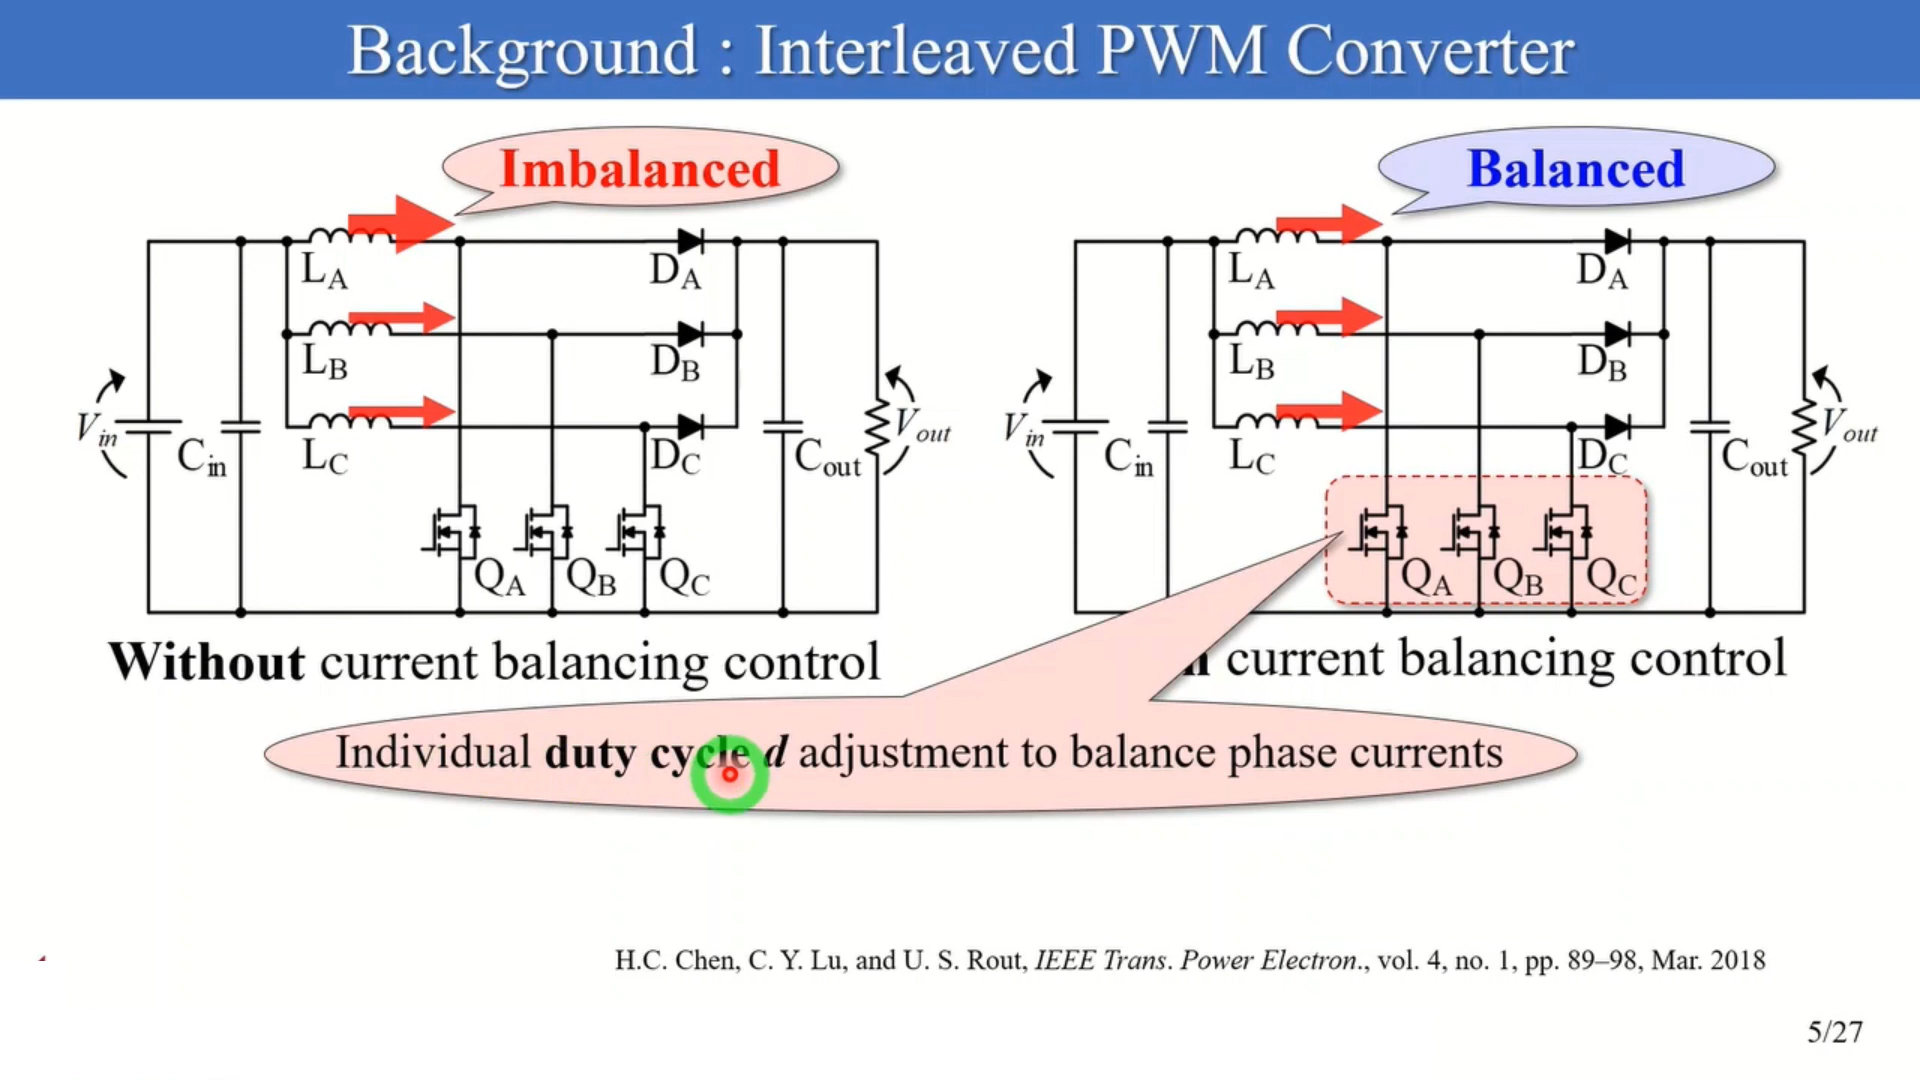 Background : Interleaved PWM Converter
Imbalanced
Balanced
LA
DA
LB
DB
Vin
Cin
LC
DC
Cout
Vout
QA
QB
QC
LA
DA
LB
DB
Vin
Cin
LC
DC
Cout
Vout
QA
QB
QC
Without current balancing control
current balancing control
Individual duty cycle d adjustment to balance phase currents
H.C. Chen, C. Y. Lu, and U. S. Rout, IEEE Trans. Power Electron., vol. 4, no. 1, pp. 89–98, Mar. 2018
5/27